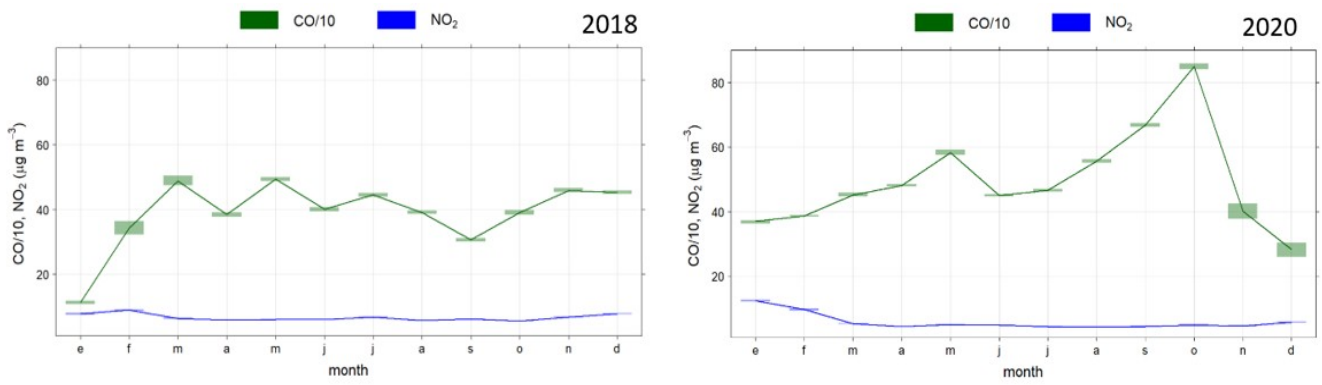 CO/10 NO₂ 2018
80
60
40
20
CO/10, NO₂ (µg m⁻³)
e f m a m j j a s o n d
month
CO/10 NO₂ 2020
80
60
40
20
CO/10, NO₂ (µg m⁻³)
e f m a m j j a s o n d
month